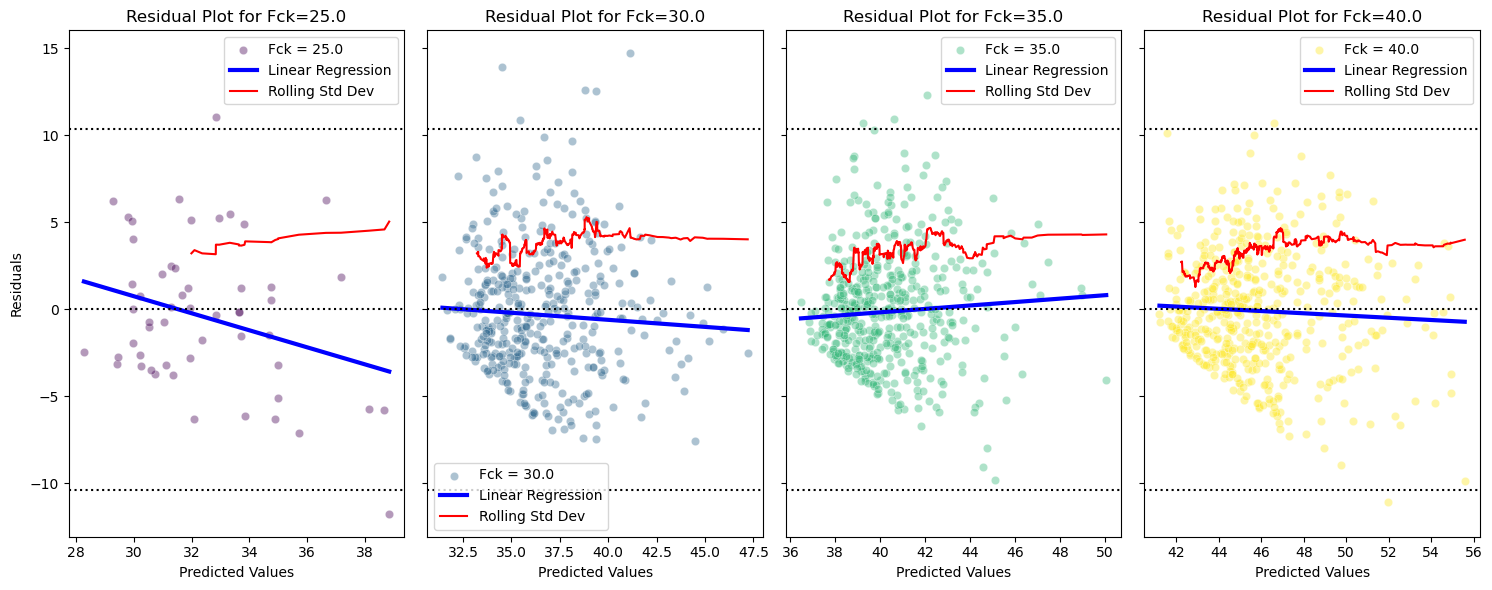 Residual Plot for Fck=25.0
Residual Plot for Fck=30.0
Residual Plot for Fck=35.0
Residual Plot for Fck=40.0
Fck = 25.0
Linear Regression
Rolling Std Dev
Fck = 30.0
Linear Regression
Rolling Std Dev
Fck = 35.0
Linear Regression
Rolling Std Dev
Fck = 40.0
Linear Regression
Rolling Std Dev
Residuals
15
10
5
0
−5
−10
28 30 32 34 36 38
32.5 35.0 37.5 40.0 42.5 45.0 47.5
36 38 40 42 44 46 48 50
42 44 46 48 50 52 54 56
Predicted Values
Predicted Values
Predicted Values
Predicted Values